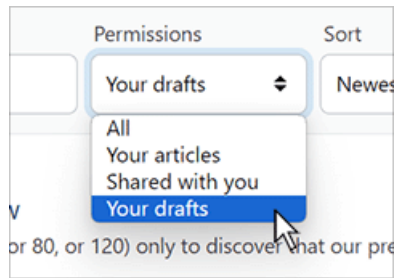 Permissions Sort
Your drafts Newes
All
Your articles
Shared with you
Your drafts
or 80, or 120) only to discover that our pre